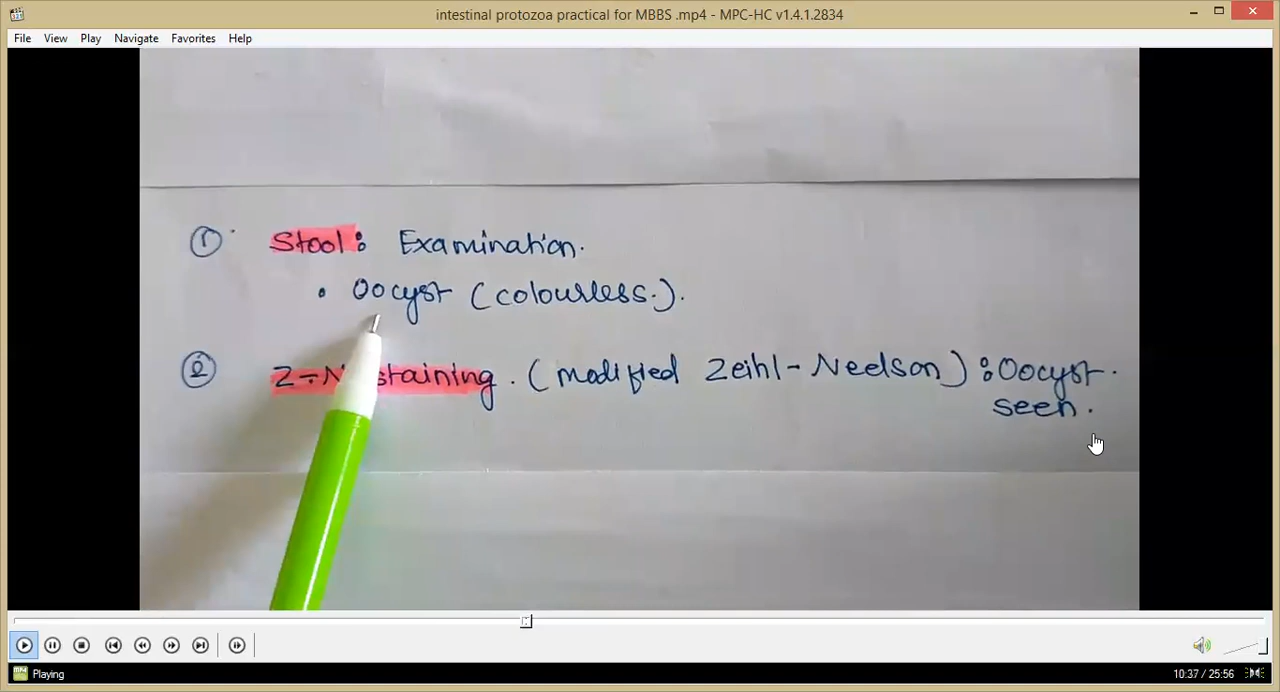 intestinal protozoa practical for MBBS .mp4 - MPC-HC v1.4.1.2834
File View Play Navigate Favorites Help
① Stool: Examination.
• Oocyst (colourless.).
② Z-N staining. (modified Zeihl-Neelson) : Oocyst.
seen.
Playing
10:37 / 25:56